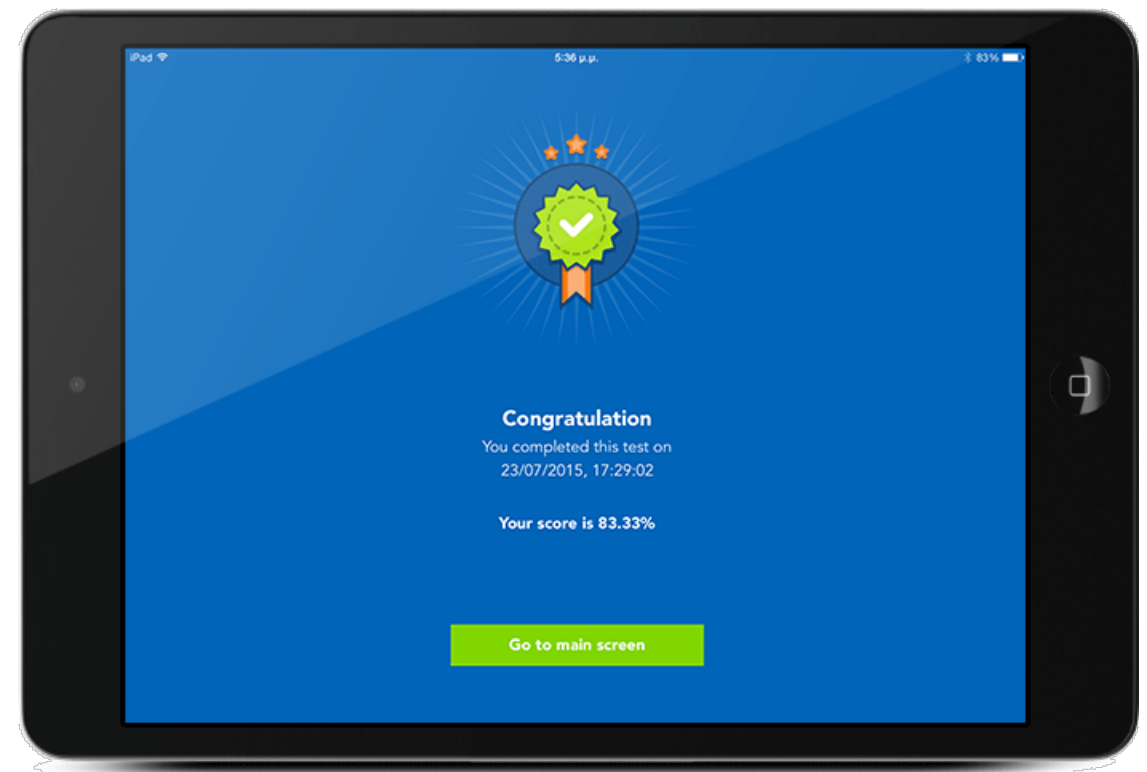 iPad
5:36 μ.μ.
83%
Congratulation
You completed this test on
23/07/2015, 17:29:02
Your score is 83.33%
Go to main screen